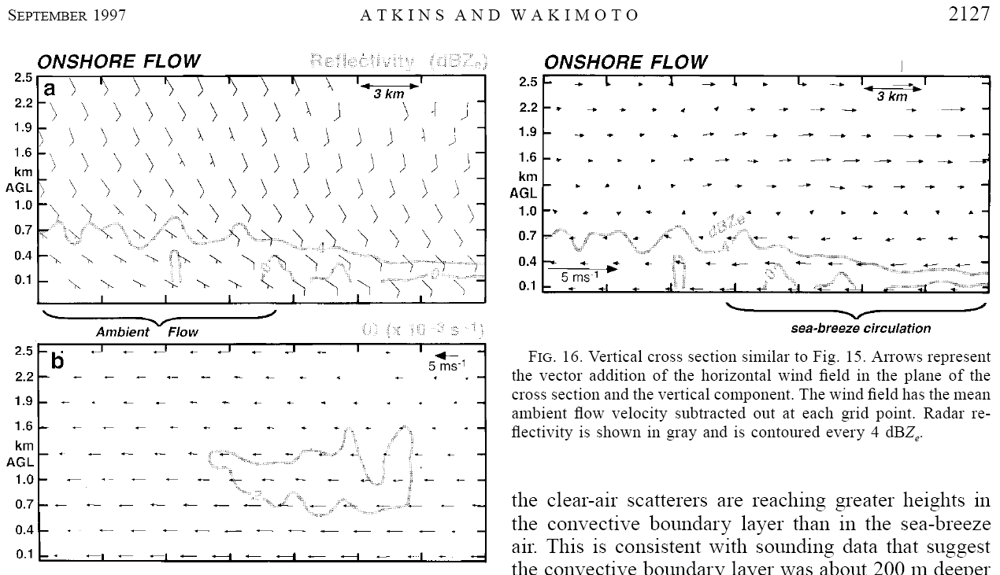 SEPTEMBER 1997
ATKINS AND WAKIMOTO
2127
ONSHORE FLOW
Reflectivity (dBZe)
a
3 km
2.5
2.2
1.9
1.6
km
AGL
1.0
0.7
0.4
0.1
Ambient Flow
(x 10-3 s-1)
b
5 ms-1
2.5
2.2
1.9
1.6
km
AGL
1.0
0.7
0.4
0.1
ONSHORE FLOW
3 km
2.5
2.2
1.9
1.6
km
AGL
1.0
0.7
0.4
0.1
dBZe
5 ms-1
sea-breeze circulation
FIG. 16. Vertical cross section similar to Fig. 15. Arrows represent
the vector addition of the horizontal wind field in the plane of the
cross section and the vertical component. The wind field has the mean
ambient flow velocity subtracted out at each grid point. Radar re-
flectivity is shown in gray and is contoured every 4 dBZe.
the clear-air scatterers are reaching greater heights in
the convective boundary layer than in the sea-breeze
air. This is consistent with sounding data that suggest
the convective boundary layer was about 200 m deeper